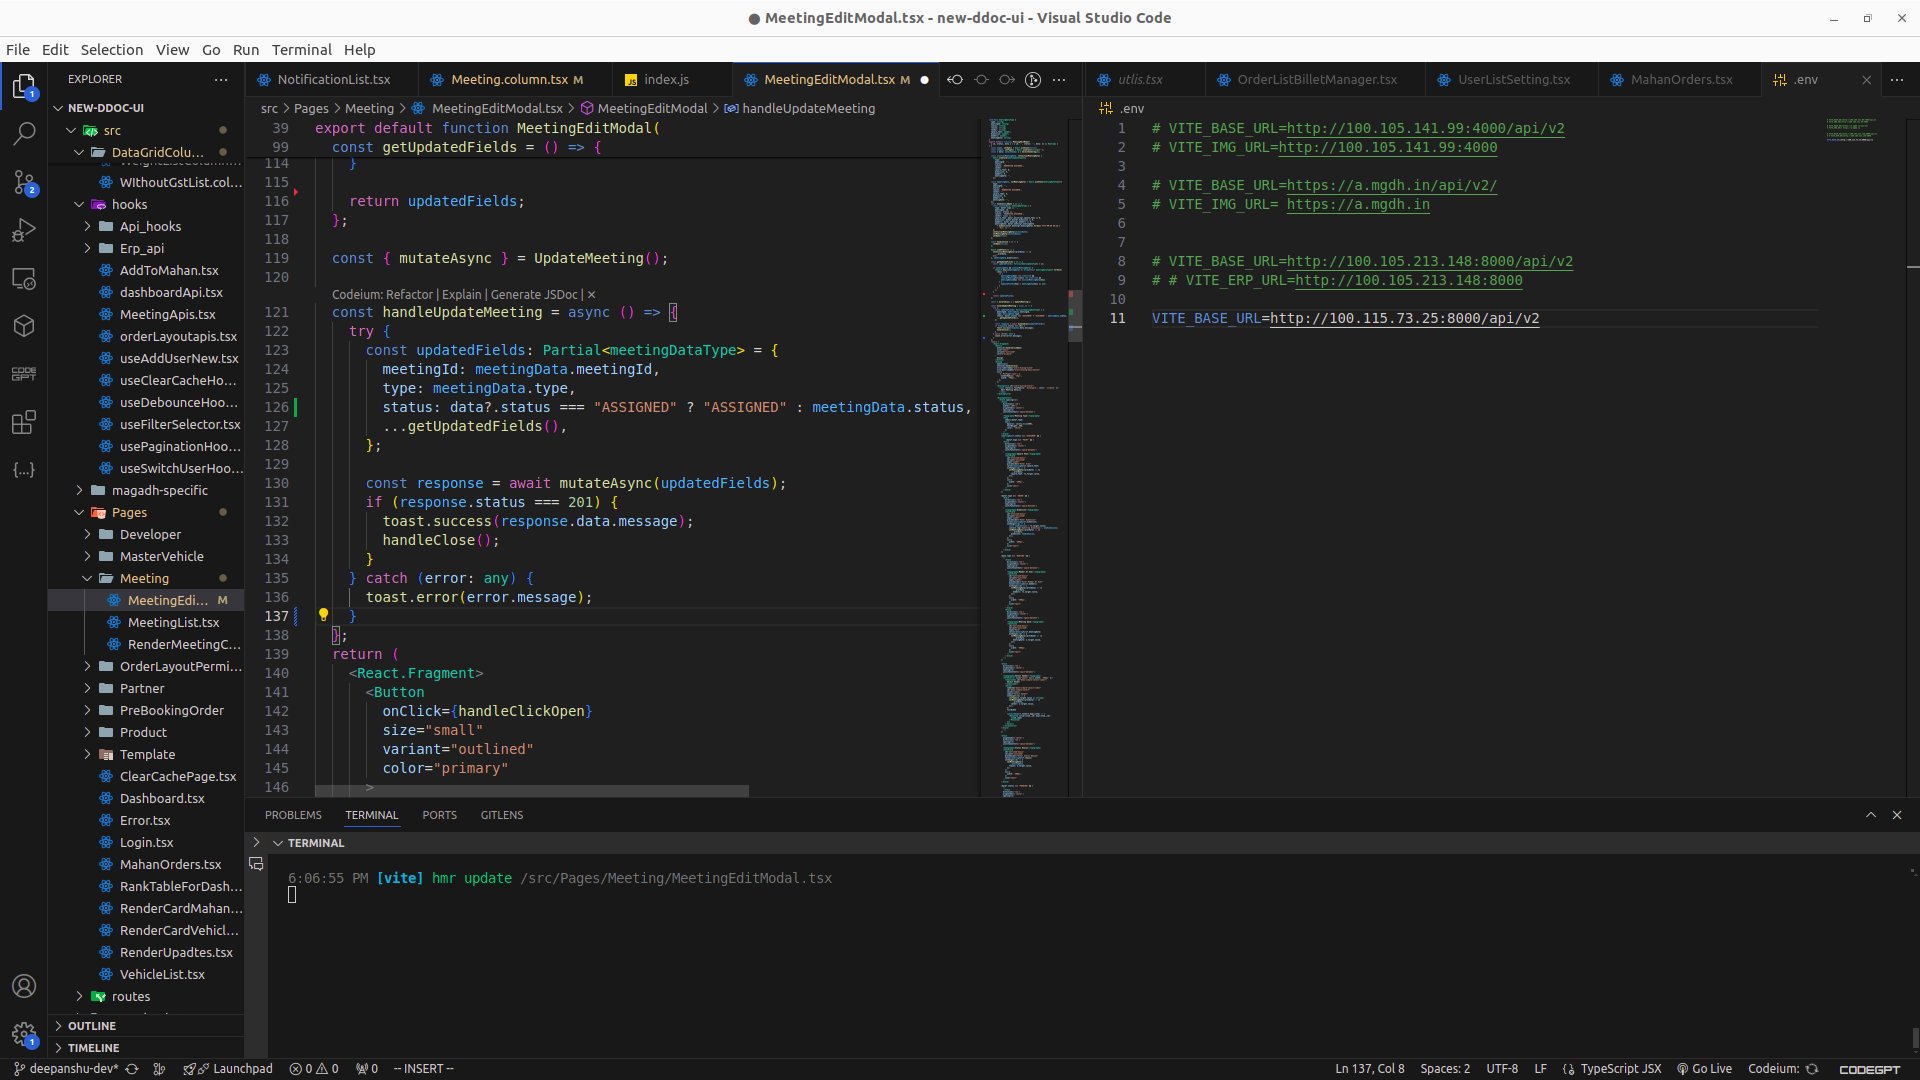 MeetingEditModal.tsx - new-ddoc-ui - Visual Studio Code
File Edit Selection View Go Run Terminal Help
EXPLORER
NEW-DDOC-UI
src
DataGridColu...
WIthoutGstList.col...
hooks
Api_hooks
Erp_api
AddToMahan.tsx
dashboardApi.tsx
MeetingApis.tsx
orderLayoutapis.tsx
useAddUserNew.tsx
useClearCacheHo...
useDebounceHoo...
useFilterSelector.tsx
usePaginationHoo...
useSwitchUserHoo...
magadh-specific
Pages
Developer
MasterVehicle
Meeting
MeetingEdi... M
MeetingList.tsx
RenderMeetingC...
OrderLayoutPermi...
Partner
PreBookingOrder
Product
Template
ClearCachePage.tsx
Dashboard.tsx
Error.tsx
Login.tsx
MahanOrders.tsx
RankTableForDash...
RenderCardMahan...
RenderCardVehicl...
RenderUpadtes.tsx
VehicleList.tsx
routes
OUTLINE
TIMELINE
NotificationList.tsx Meeting.column.tsx M index.js MeetingEditModal.tsx M
src > Pages > Meeting > MeetingEditModal.tsx > MeetingEditModal > handleUpdateMeeting
39 export default function MeetingEditModal(
99 const getUpdatedFields = () => {
114 }
115
116 return updatedFields;
117 };
118
119 const { mutateAsync } = UpdateMeeting();
120
Codeium: Refactor | Explain | Generate JSDoc | ×
121 const handleUpdateMeeting = async () => {
122 try {
123 const updatedFields: Partial<meetingDataType> = {
124 meetingId: meetingData.meetingId,
125 type: meetingData.type,
126 status: data?.status === "ASSIGNED" ? "ASSIGNED" : meetingData.status,
127 ...getUpdatedFields(),
128 };
129
130 const response = await mutateAsync(updatedFields);
131 if (response.status === 201) {
132 toast.success(response.data.message);
133 handleClose();
134 }
135 } catch (error: any) {
136 toast.error(error.message);
137 }
138 };
139 return (
140 <React.Fragment>
141 <Button
142 onClick={handleClickOpen}
143 size="small"
144 variant="outlined"
145 color="primary"
146 >
utlis.tsx OrderListBilletManager.tsx UserListSetting.tsx MahanOrders.tsx .env
.env
1 # VITE_BASE_URL=http://100.105.141.99:4000/api/v2
2 # VITE_IMG_URL=http://100.105.141.99:4000
3
4 # VITE_BASE_URL=https://a.mgdh.in/api/v2/
5 # VITE_IMG_URL= https://a.mgdh.in
6
7
8 # VITE_BASE_URL=http://100.105.213.148:8000/api/v2
9 # # VITE_ERP_URL=http://100.105.213.148:8000
10
11 VITE_BASE_URL=http://100.115.73.25:8000/api/v2
PROBLEMS TERMINAL PORTS GITLENS
TERMINAL
6:06:55 PM [vite] hmr update /src/Pages/Meeting/MeetingEditModal.tsx
deepanshu-dev* Launchpad 0 0 0 -- INSERT -- Ln 137, Col 8 Spaces: 2 UTF-8 LF TypeScript JSX Go Live Codeium: CODEGPT